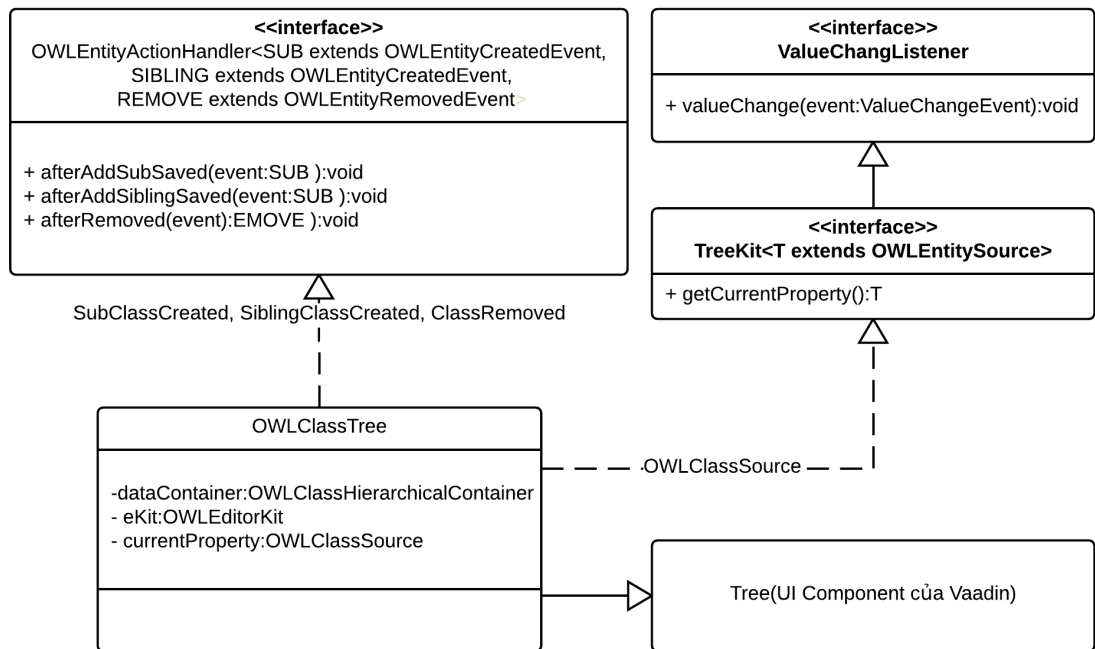 <<interface>>
OWLEntityActionHandler<SUB extends OWLEntityCreatedEvent,
SIBLING extends OWLEntityCreatedEvent,
REMOVE extends OWLEntityRemovedEvent>
+ afterAddSubSaved(event:SUB ):void
+ afterAddSiblingSaved(event:SUB ):void
+ afterRemoved(event):EMOVE ):void
<<interface>>
ValueChangListener
+ valueChange(event:ValueChangeEvent):void
<<interface>>
TreeKit<T extends OWLEntitySource>
+ getCurrentProperty():T
SubClassCreated, SiblingClassCreated, ClassRemoved
OWLClassTree
-dataContainer:OWLClassHierarchicalContainer
- eKit:OWLEditorKit
- currentProperty:OWLClassSource
OWLClassSource
Tree(UI Component của Vaadin)